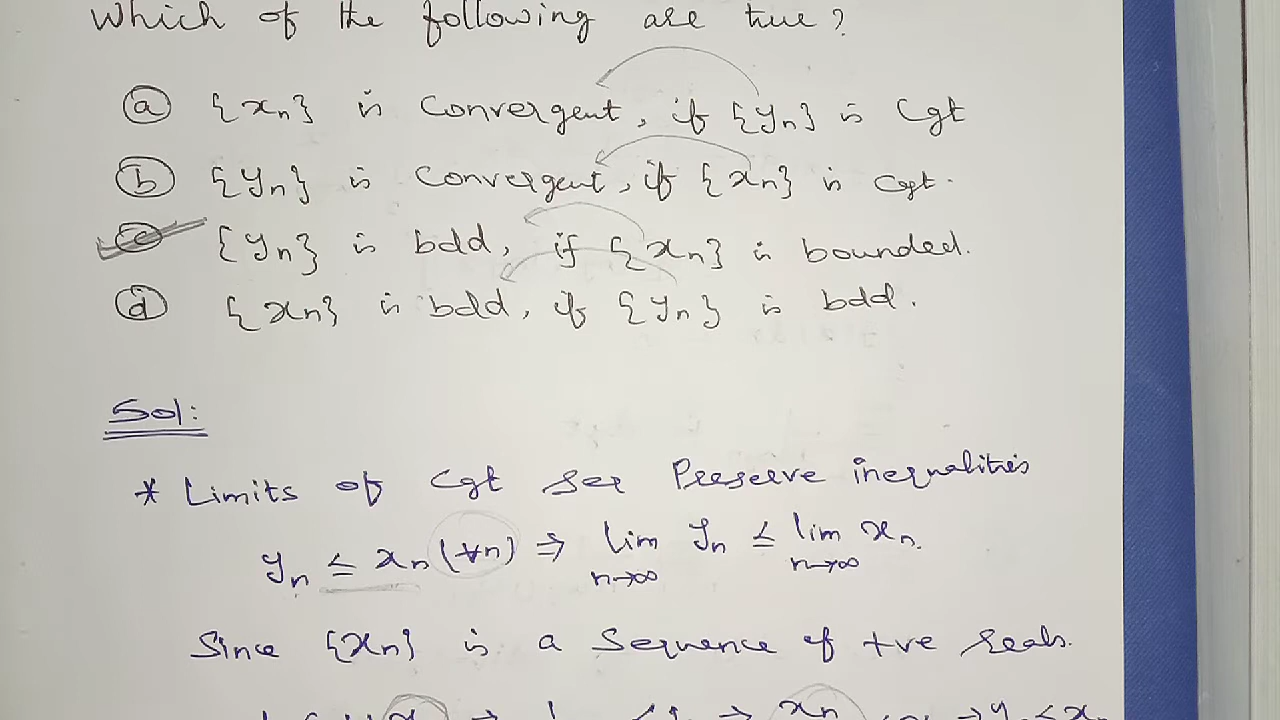 Which of the following are true?
ⓐ {xn} is convergent, if {yn} is cgt
ⓑ {yn} is convergent, if {xn} is cgt.
ⓒ {yn} is bdd, if {xn} is bounded.
ⓓ {xn} is bdd, if {yn} is bdd.
Sol:
* Limits of cgt seq Preserve inequalities
yn ≤ xn (∀n) ⇒ lim n→∞ yn ≤ lim n→∞ xn.
Since {xn} is a sequence of +ve reals.